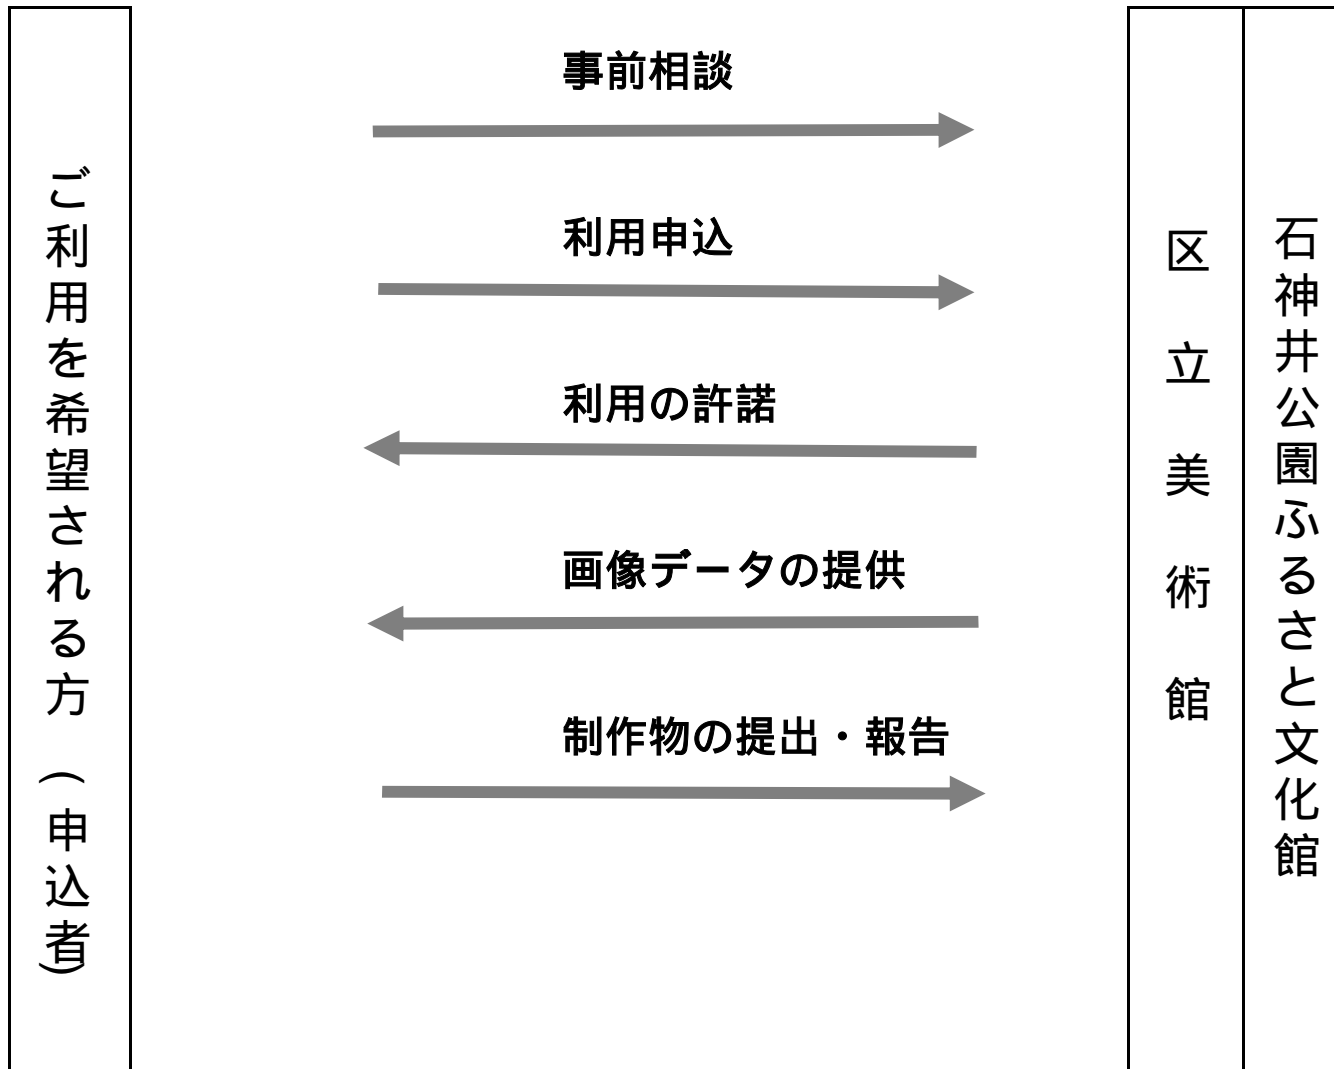 ご利用を希望される方（申込者）
事前相談
利用申込
利用の許諾
画像データの提供
制作物の提出・報告
区立美術館
石神井公園ふるさと文化館